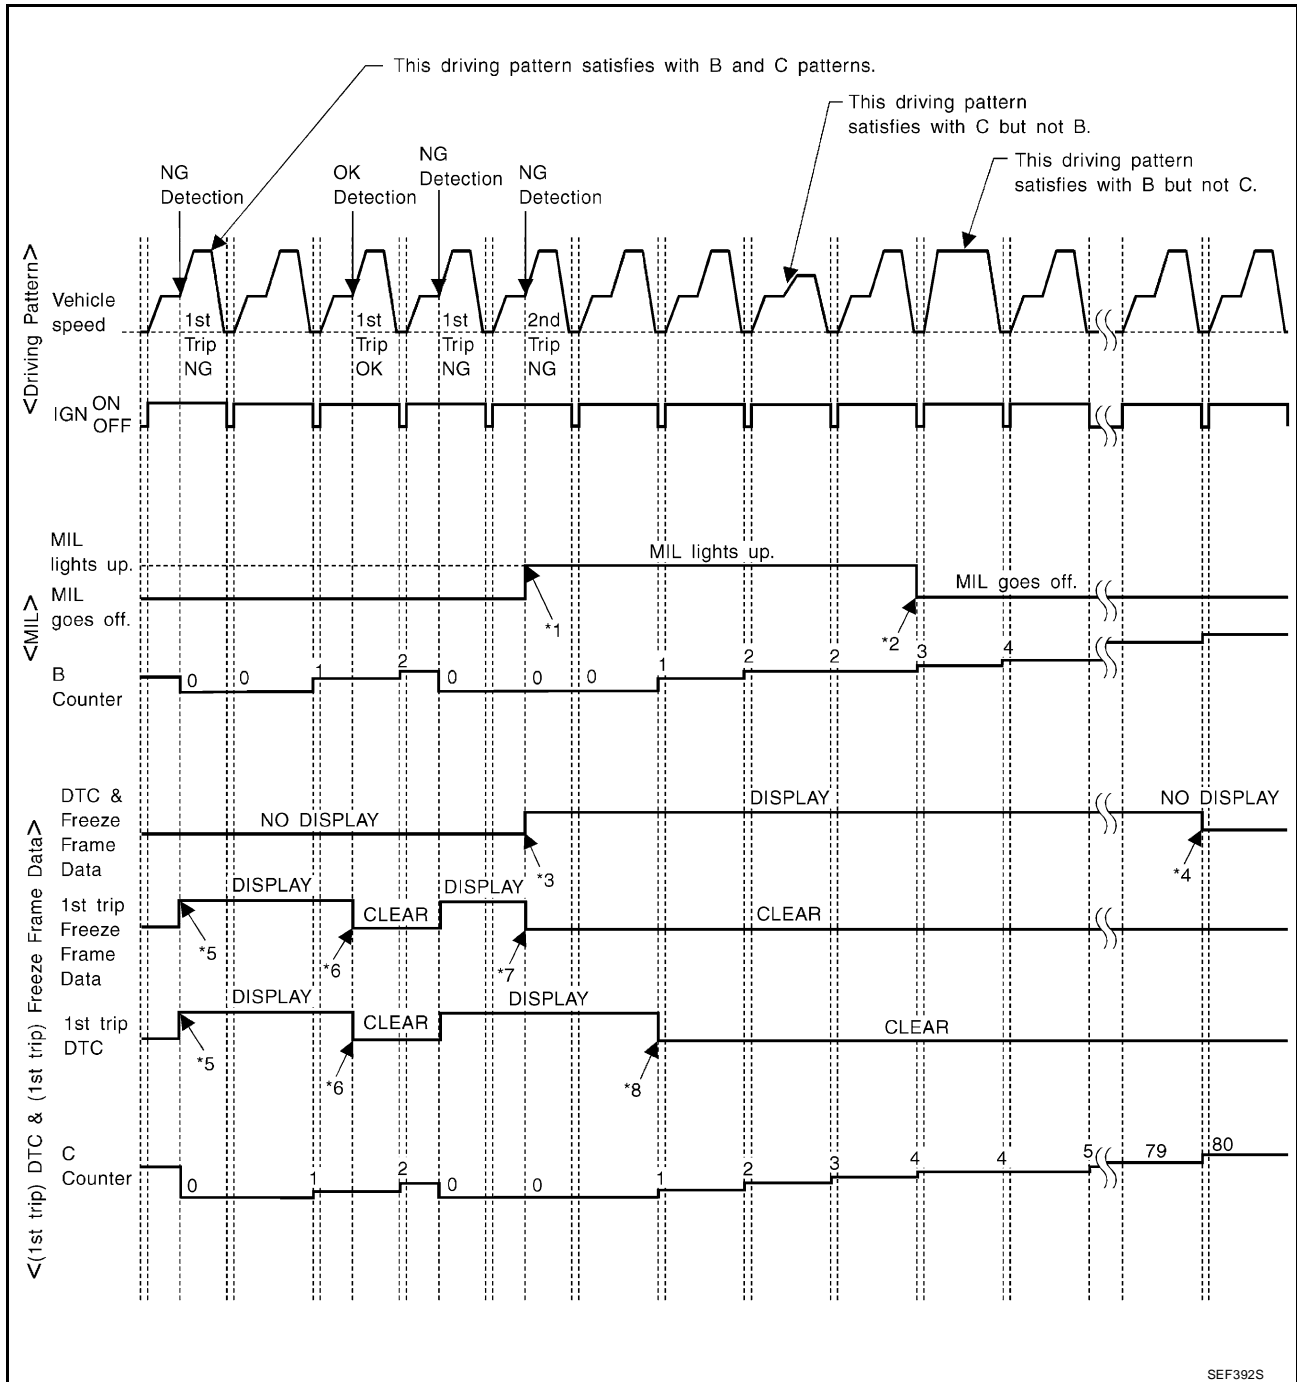 This driving pattern satisfies with B and C patterns.
This driving pattern
satisfies with C but not B.
This driving pattern
satisfies with B but not C.
NG
Detection
OK
Detection
NG
Detection
NG
Detection
<Driving Pattern>
Vehicle
speed
1st
Trip
NG
1st
Trip
OK
1st
Trip
NG
2nd
Trip
NG
IGN ON
OFF
<MIL>
MIL
lights up.
MIL
goes off.
MIL lights up.
MIL goes off.
*1
*2
B
Counter
0 0 1 2 0 0 0 1 2 2 3 4
<(1st trip) DTC & (1st trip) Freeze Frame Data>
DTC &
Freeze
Frame
Data
NO DISPLAY
DISPLAY
NO DISPLAY
*3
*4
1st trip
Freeze
Frame
Data
DISPLAY
CLEAR
DISPLAY
CLEAR
*5
*6
*7
1st trip
DTC
DISPLAY
CLEAR
DISPLAY
CLEAR
*5
*6
*8
C
Counter
0 1 2 0 0 1 2 3 4 4 5 79 80
SEF392S